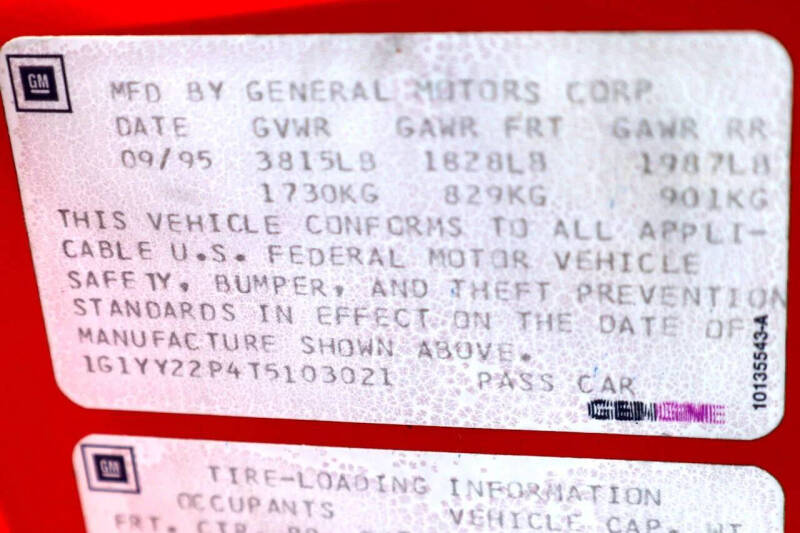 GM
MFD BY GENERAL MOTORS CORP
DATE GVWR GAWR FRT GAWR RR
09/95 3815LB 1828LB 1987LB
1730KG 829KG 901KG
THIS VEHICLE CONFORMS TO ALL APPLI-
CABLE U.S. FEDERAL MOTOR VEHICLE
SAFETY, BUMPER, AND THEFT PREVENTION
STANDARDS IN EFFECT ON THE DATE OF
MANUFACTURE SHOWN ABOVE.
1G1YY22P4T5103021 PASS CAR
GENUINE
10135543-A
GM
TIRE-LOADING INFORMATION
OCCUPANTS VEHICLE CAP. WT
FRT. CTR.